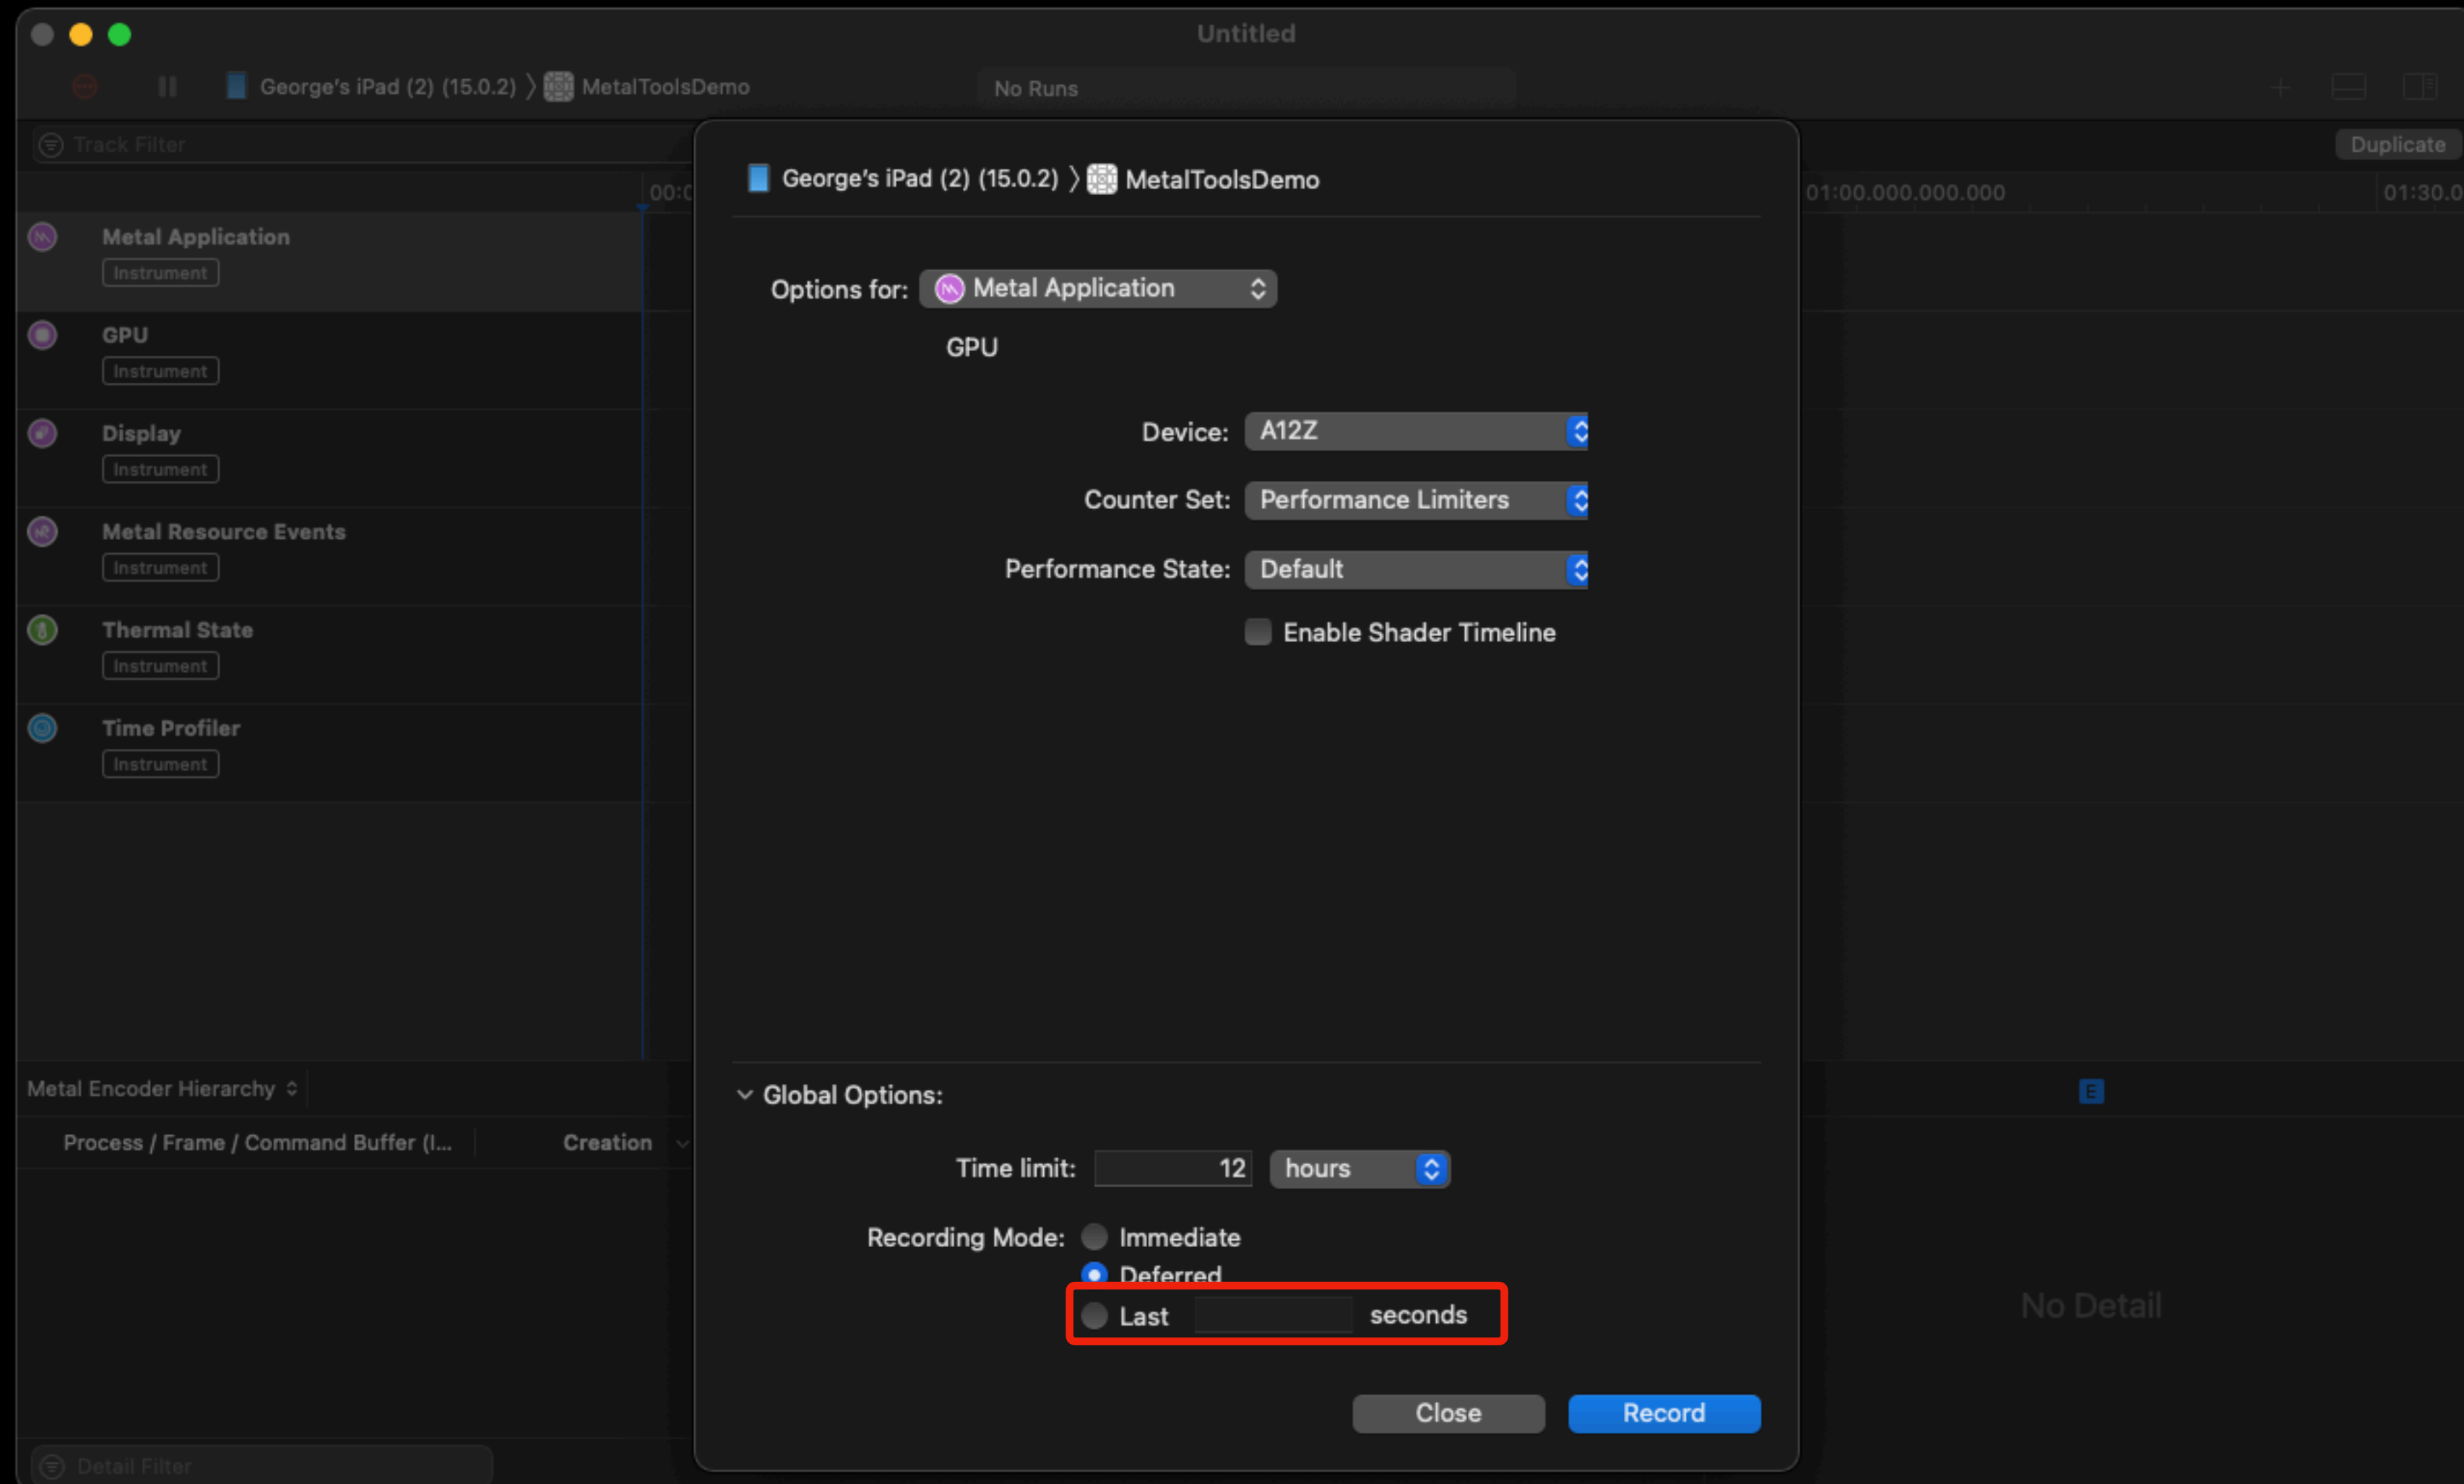 Untitled
George's iPad (2) (15.0.2) 〉 MetalToolsDemo
No Runs
Track Filter
Duplicate
George's iPad (2) (15.0.2) 〉 MetalToolsDemo
00:0
01:00.000.000.000
01:30.0
Metal Application
Instrument
GPU
Instrument
Display
Instrument
Metal Resource Events
Instrument
Thermal State
Instrument
Time Profiler
Instrument
Options for: Metal Application
GPU
Device: A12Z
Counter Set: Performance Limiters
Performance State: Default
Enable Shader Timeline
Metal Encoder Hierarchy
E
Process / Frame / Command Buffer (I...
Creation
Global Options:
Time limit: 12 hours
Recording Mode: Immediate
Deferred
Last seconds
No Detail
Close
Record
Detail Filter